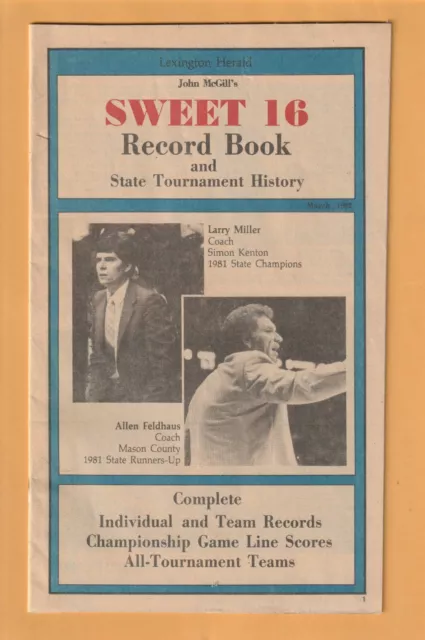 Lexington Herald
John McGill's
SWEET 16
Record Book
and
State Tournament History
March, 1982
Larry Miller
Coach
Simon Kenton
1981 State Champions
Allen Feldhaus
Coach
Mason County
1981 State Runners-Up
Complete
Individual and Team Records
Championship Game Line Scores
All-Tournament Teams